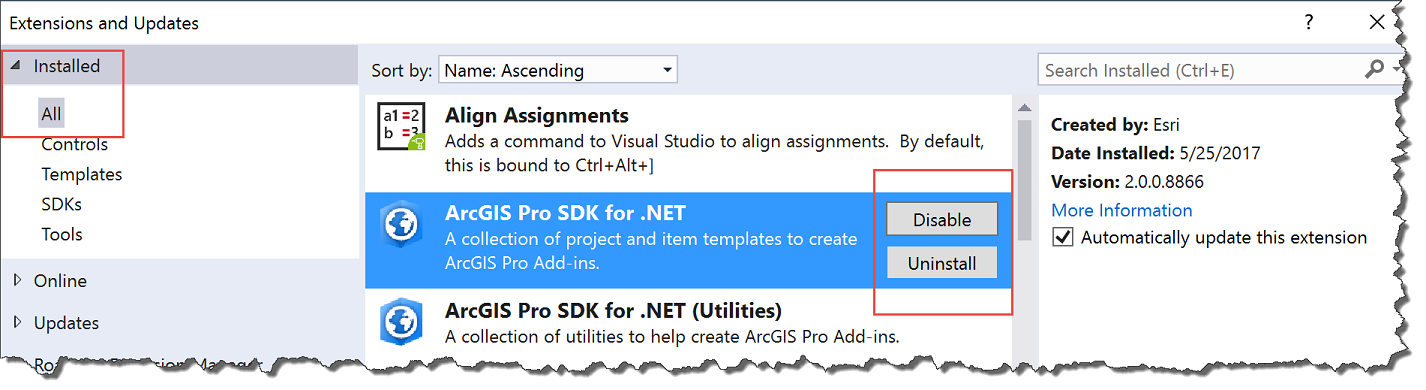 Extensions and Updates
?
Installed
All
Controls
Templates
SDKs
Tools
Online
Updates
Sort by: Name: Ascending
a1 =2
b =3
Align Assignments
Adds a command to Visual Studio to align assignments. By default,
this is bound to Ctrl+Alt+]
ArcGIS Pro SDK for .NET
A collection of project and item templates to create
ArcGIS Pro Add-ins.
Disable
Uninstall
ArcGIS Pro SDK for .NET (Utilities)
A collection of utilities to help create ArcGIS Pro Add-ins.
Search Installed (Ctrl+E)
Created by: Esri
Date Installed: 5/25/2017
Version: 2.0.0.8866
More Information
Automatically update this extension